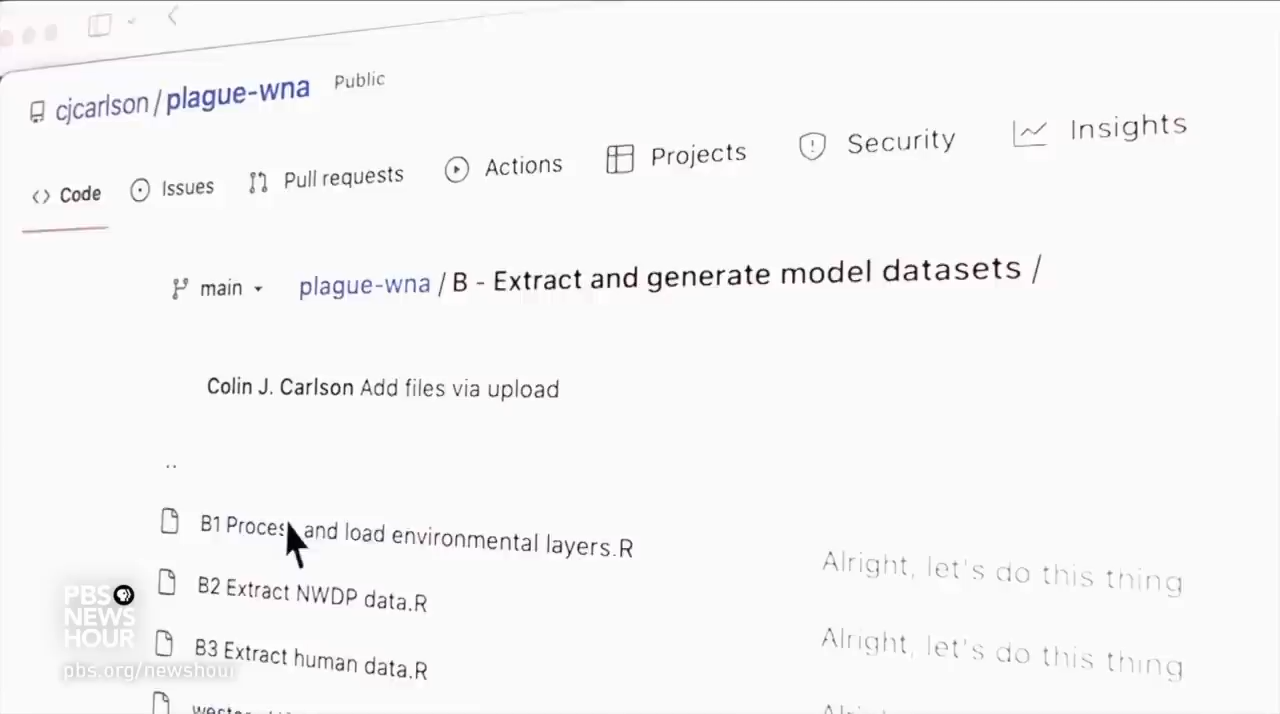 cjcarlson / plague-wna Public
Code Issues Pull requests Actions Projects Security Insights
main plague-wna / B - Extract and generate model datasets /
Colin J. Carlson Add files via upload
..
B1 Process and load environmental layers.R Alright, let's do this thing
B2 Extract NWDP data.R Alright, let's do this thing
B3 Extract human data.R
PBS
NEWS
HOUR
pbs.org/newshour